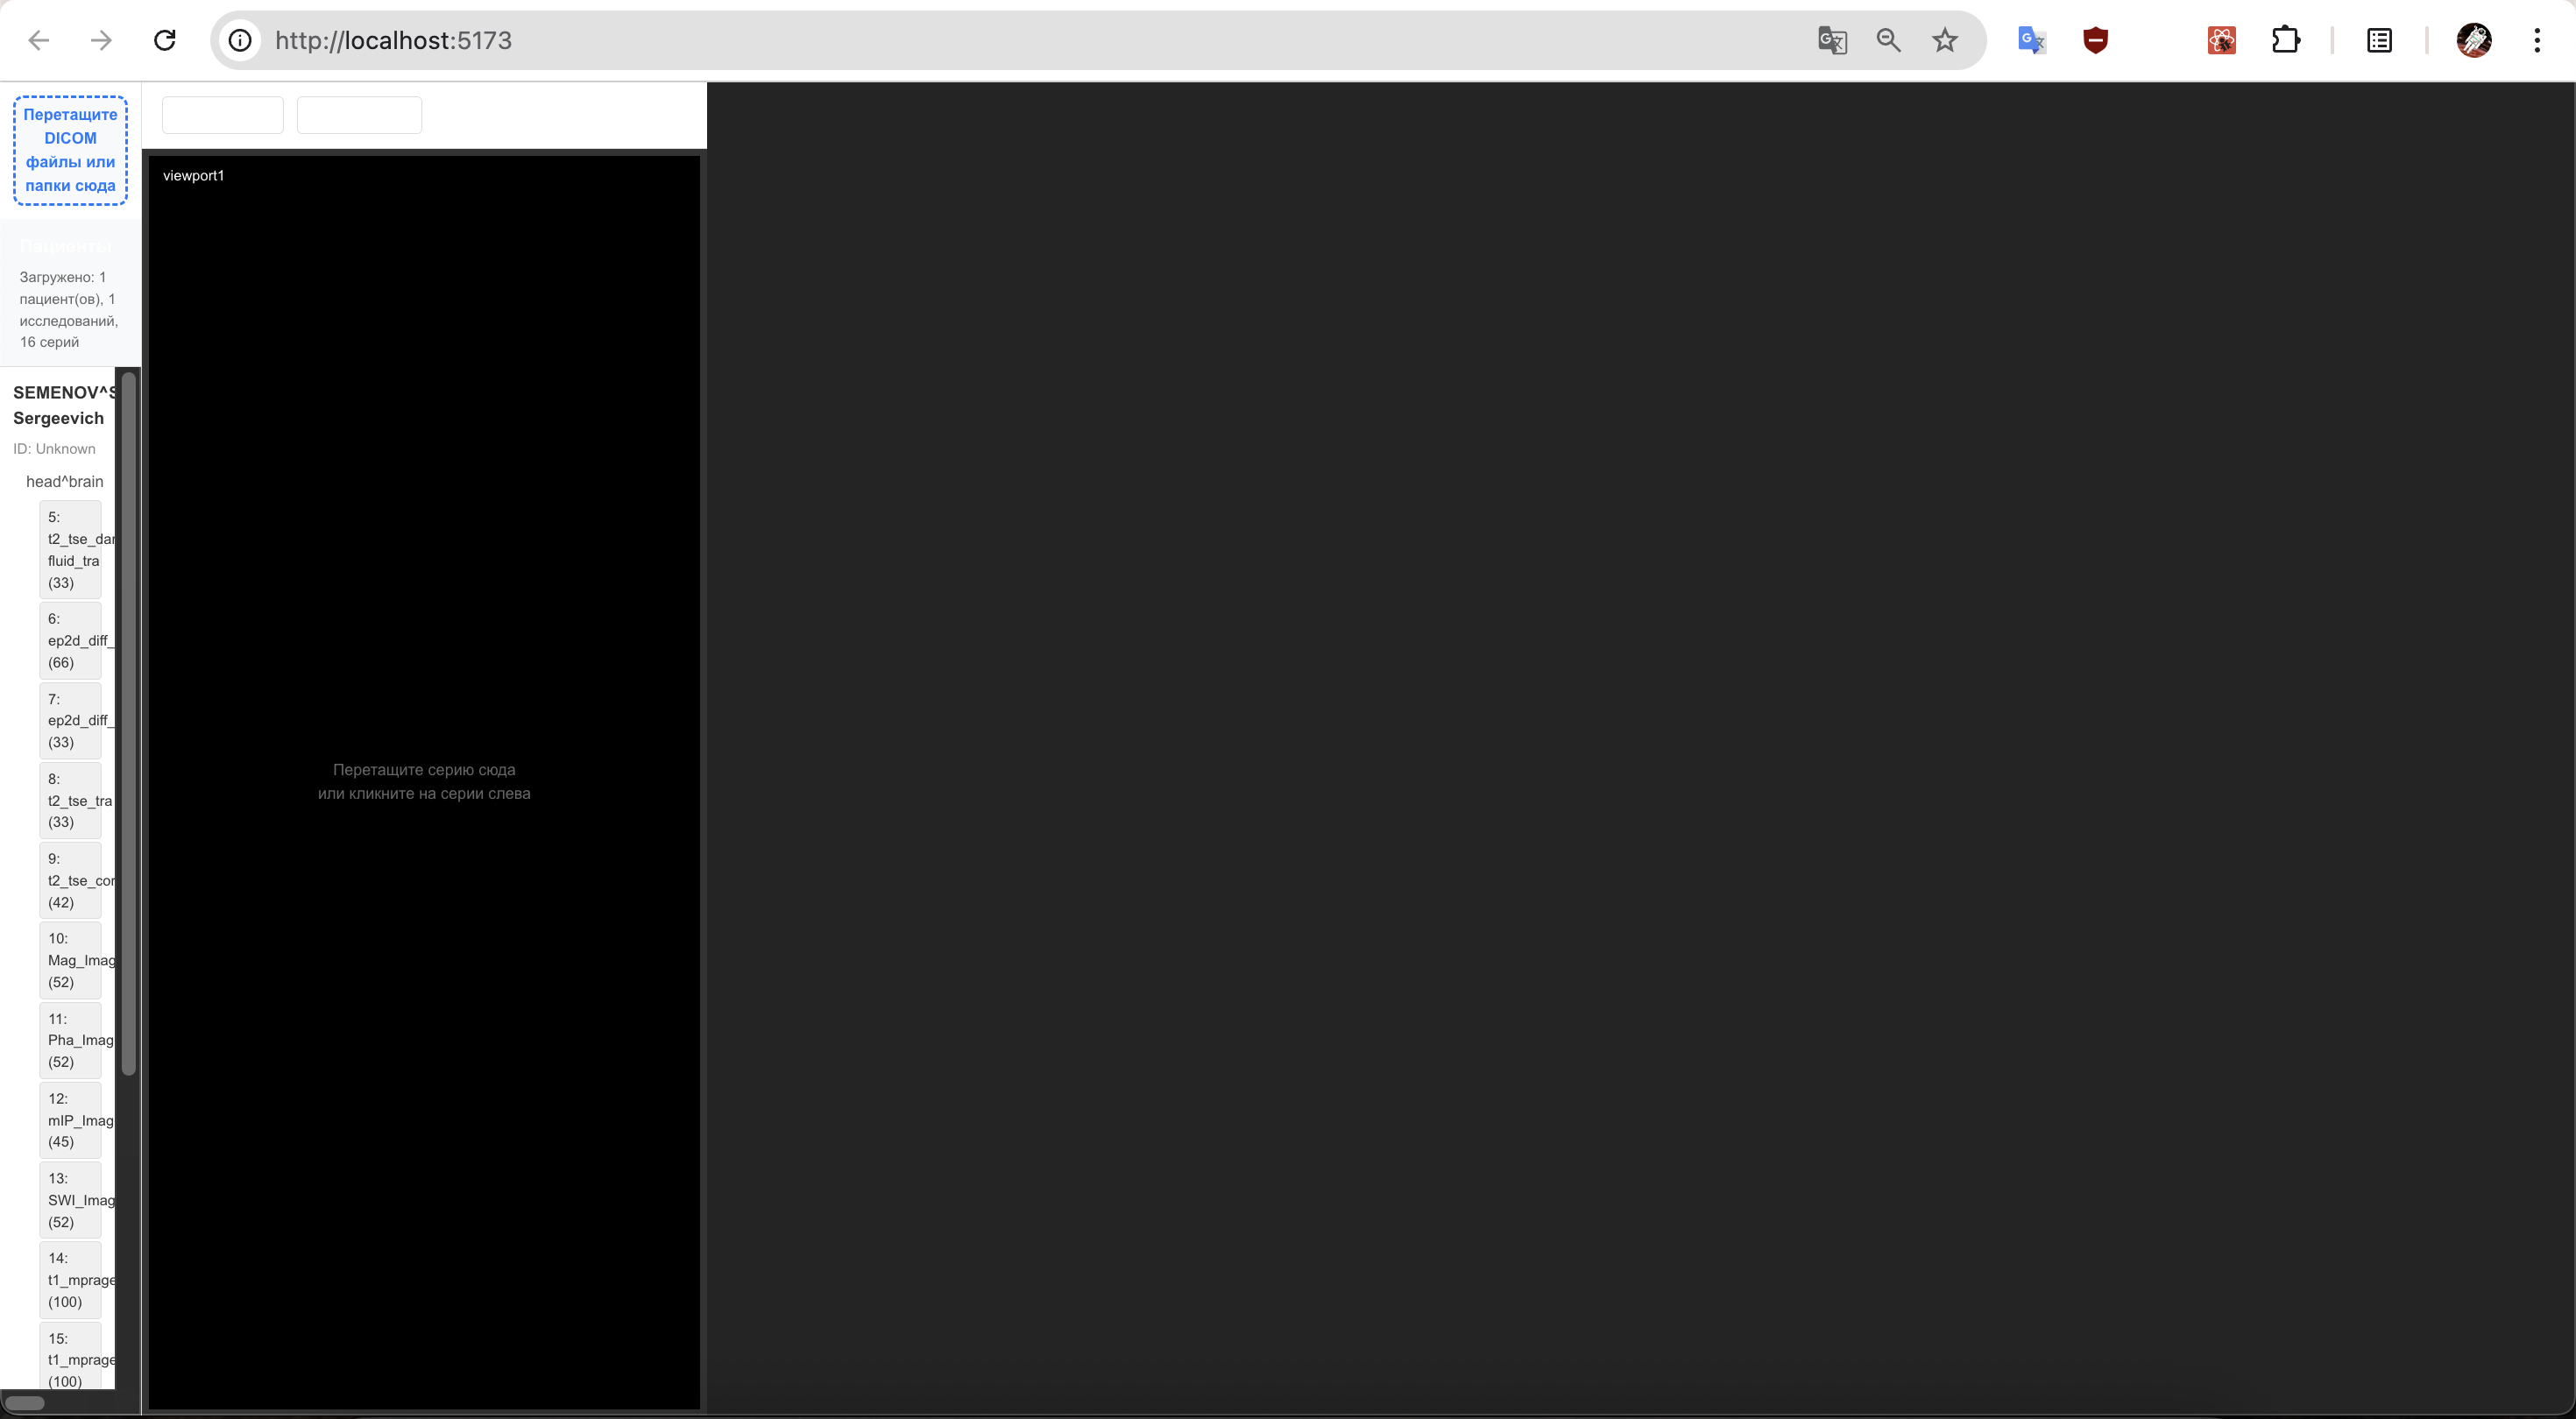 http://localhost:5173
Перетащите
DICOM
файлы или
папки сюда
Пациенты
Загружено: 1
пациент(ов), 1
исследований,
16 серий
SEMENOV^S
Sergeevich
ID: Unknown
head^brain
5:
t2_tse_dar
fluid_tra
(33)
6:
ep2d_diff_
(66)
7:
ep2d_diff_
(33)
8:
t2_tse_tra
(33)
9:
t2_tse_cor
(42)
10:
Mag_Imag
(52)
11:
Pha_Imag
(52)
12:
mIP_Imag
(45)
13:
SWI_Imag
(52)
14:
t1_mprage
(100)
15:
t1_mprage
(100)
viewport1
Перетащите серию сюда
или кликните на серии слева